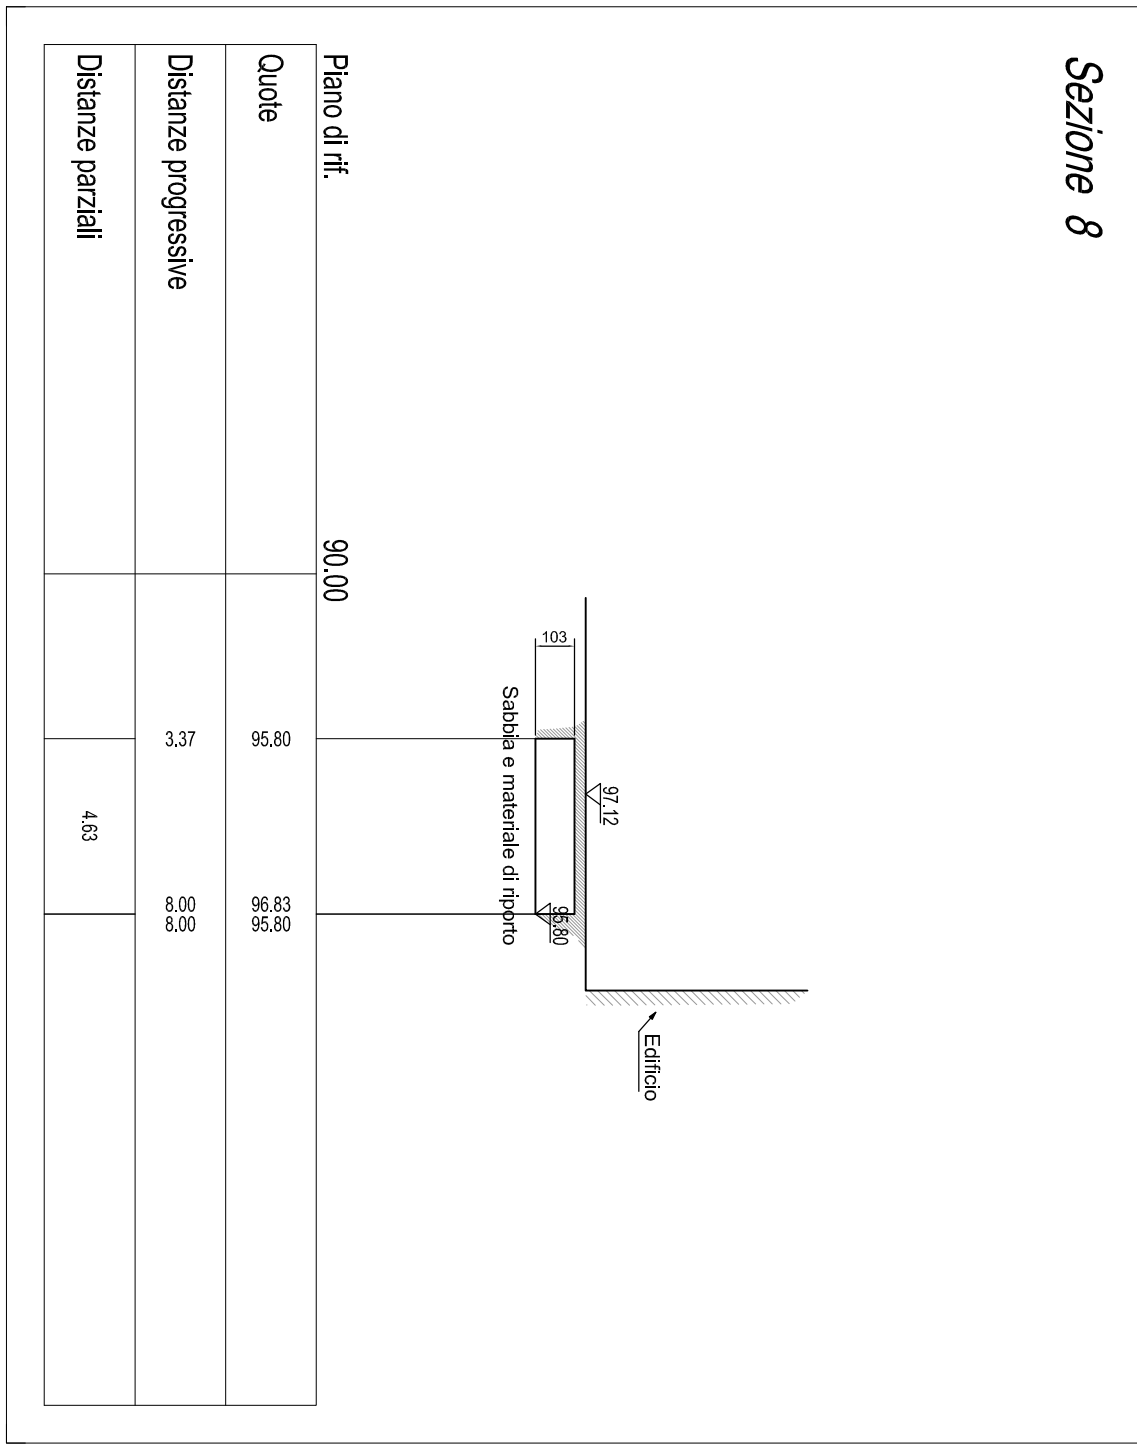 Sezione 8
97.12
Edificio
103
95.80
Sabbia e materiale di riporto
Piano di rif. 90.00
Quote 95.80 96.83 95.80
Distanze progressive 3.37 8.00 8.00
Distanze parziali 4.63